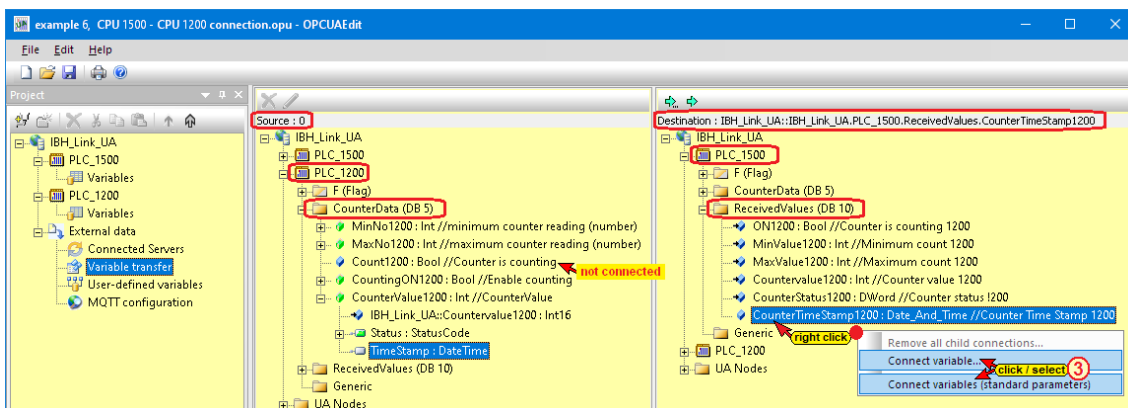 example 6, CPU 1500 - CPU 1200 connection.opu - OPCUAEdit
File Edit Help
Project
IBH_Link_UA
PLC_1500
Variables
PLC_1200
Variables
External data
Connected Servers
Variable transfer
User-defined variables
MQTT configuration
Source : 0
IBH_Link_UA
PLC_1500
PLC_1200
F (Flag)
CounterData (DB 5)
MinNo1200 : Int //minimum counter reading (number)
MaxNo1200 : Int //maximum counter reading (number)
Count1200 : Bool //Counter is counting
not connected
CountingON1200 : Bool //Enable counting
CounterValue1200 : Int //CounterValue
IBH_Link_UA::Countervalue1200 : Int16
Status : StatusCode
TimeStamp : DateTime
ReceivedValues (DB 10)
Generic
UA Nodes
Destination : IBH_Link_UA::IBH_Link_UA.PLC_1500.ReceivedValues.CounterTimeStamp1200
IBH_Link_UA
PLC_1500
F (Flag)
CounterData (DB 5)
ReceivedValues (DB 10)
ON1200 : Bool //Counter is counting 1200
MinValue1200 : Int //Minimum count 1200
MaxValue1200 : Int //Maximum count 1200
Countervalue1200 : Int //Counter value 1200
CounterStatus1200 : DWord //Counter status !200
CounterTimeStamp1200 : Date_And_Time //Counter Time Stamp 1200
Generic
right click
PLC_1200
UA Nodes
Remove all child connections...
Connect variable...
click / select
3
Connect variables (standard parameters)